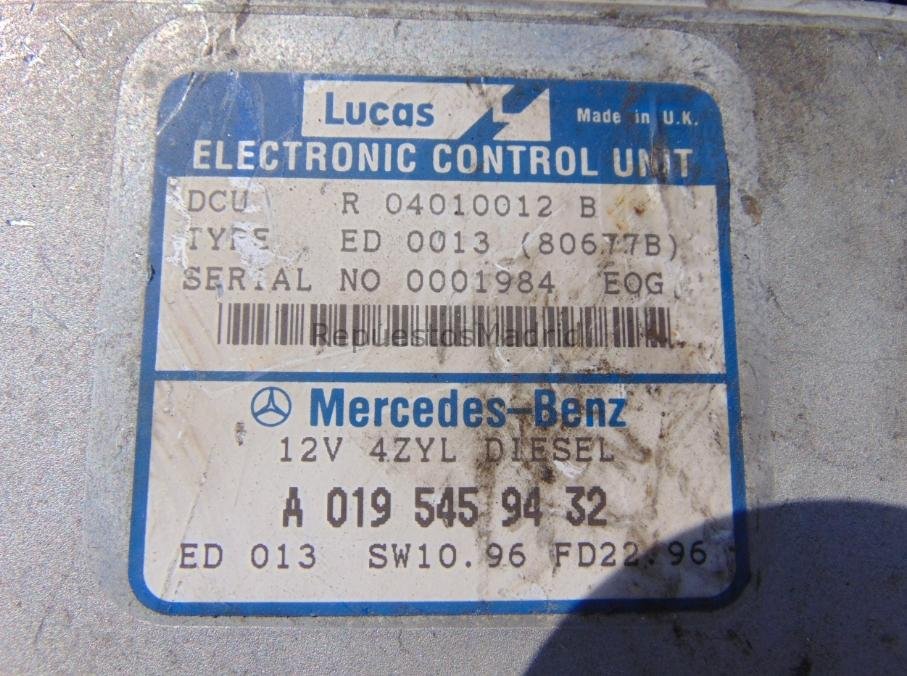 Lucas
Made in U.K.
ELECTRONIC CONTROL UNIT
DCU R 04010012 B
TYPE ED 0013 (80677B)
SERIAL NO 0001984 EOG
RepuestosMadrid
Mercedes-Benz
12V 4ZYL DIESEL
A 019 545 94 32
ED 013 SW10.96 FD22.96